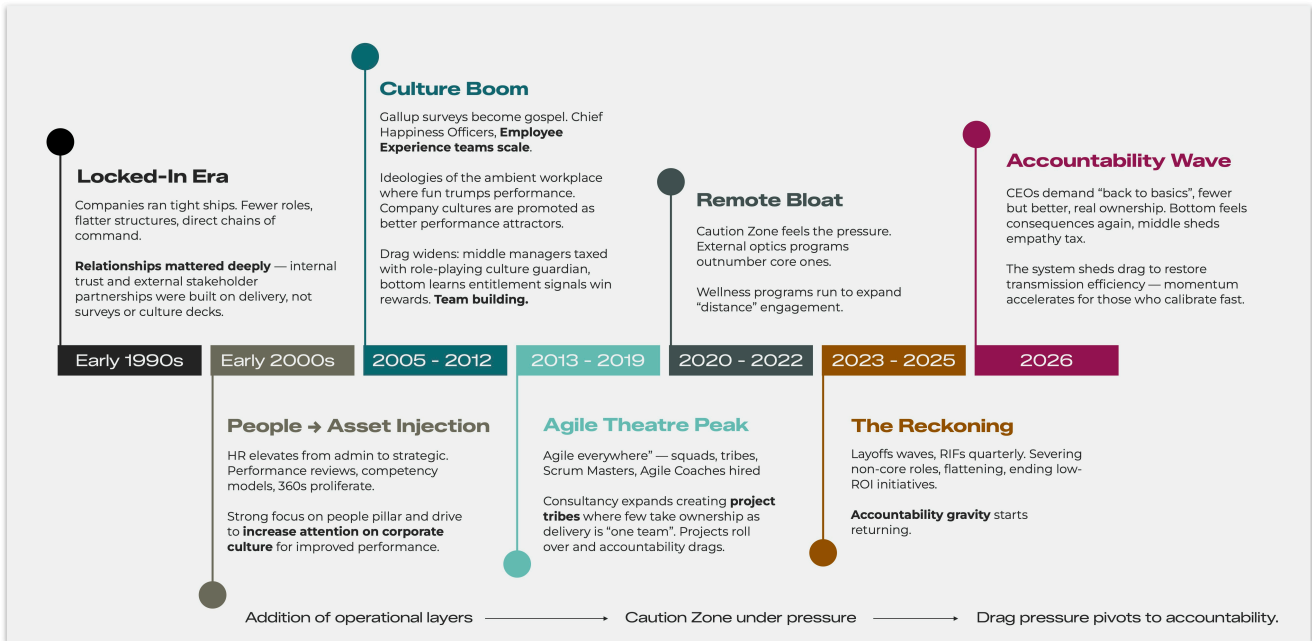 Culture Boom
Gallup surveys become gospel. Chief
Happiness Officers, Employee
Experience teams scale.
Ideologies of the ambient workplace
where fun trumps performance.
Company cultures are promoted as
better performance attractors.
Drag widens: middle managers taxed
with role-playing culture guardian,
bottom learns entitlement signals win
rewards. Team building.
Locked-In Era
Companies ran tight ships. Fewer roles,
flatter structures, direct chains of
command.
Relationships mattered deeply — internal
trust and external stakeholder
partnerships were built on delivery, not
surveys or culture decks.
Remote Bloat
Caution Zone feels the pressure.
External optics programs
outnumber core ones.
Wellness programs run to expand
“distance” engagement.
Accountability Wave
CEOs demand “back to basics”, fewer
but better, real ownership. Bottom feels
consequences again, middle sheds
empathy tax.
The system sheds drag to restore
transmission efficiency — momentum
accelerates for those who calibrate fast.
Early 1990s
Early 2000s
2005 - 2012
2013 - 2019
2020 - 2022
2023 - 2025
2026
People → Asset Injection
HR elevates from admin to strategic.
Performance reviews, competency
models, 360s proliferate.
Strong focus on people pillar and drive
to increase attention on corporate
culture for improved performance.
Agile Theatre Peak
Agile everywhere” — squads, tribes,
Scrum Masters, Agile Coaches hired
Consultancy expands creating project
tribes where few take ownership as
delivery is “one team”. Projects roll
over and accountability drags.
The Reckoning
Layoffs waves, RIFs quarterly. Severing
non-core roles, flattening, ending low-
ROI initiatives.
Accountability gravity starts
returning.
Addition of operational layers
Caution Zone under pressure
Drag pressure pivots to accountability.